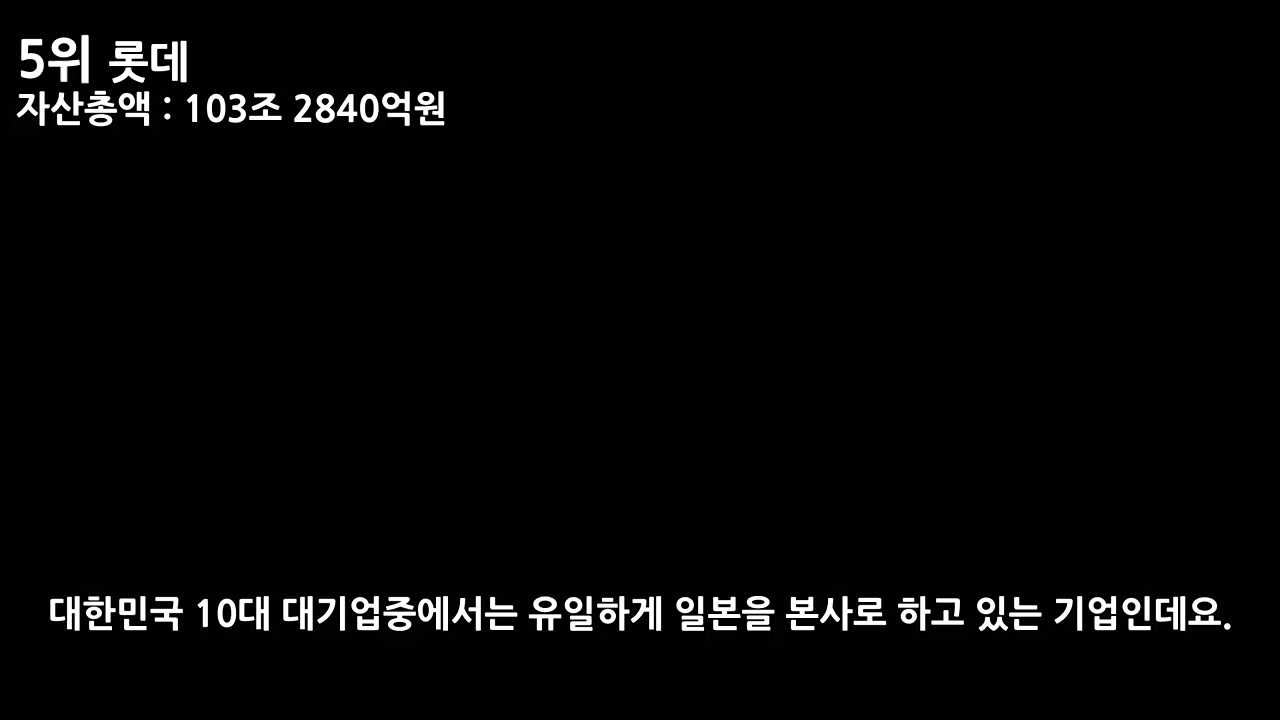 5위 롯데
자산총액 : 103조 2840억원
대한민국 10대 대기업중에서는 유일하게 일본을 본사로 하고 있는 기업인데요.